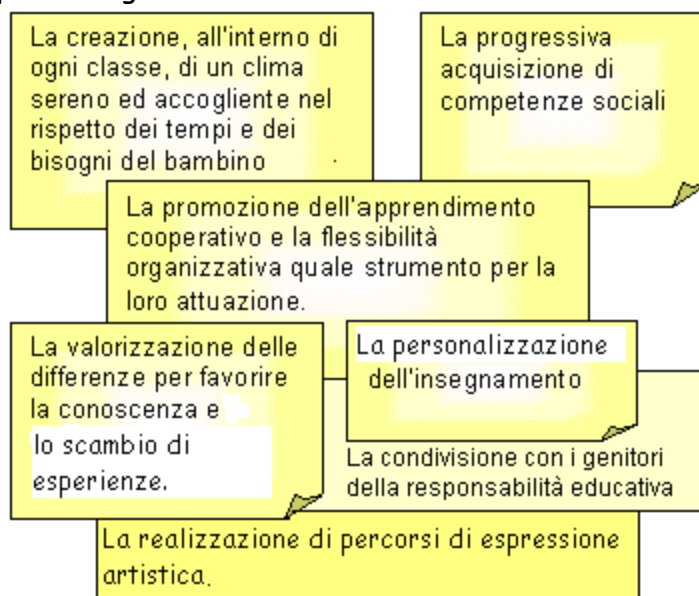 La creazione, all'interno di
ogni classe, di un clima
sereno ed accogliente nel
rispetto dei tempi e dei
bisogni del bambino
La progressiva
acquisizione di
competenze sociali
La promozione dell'apprendimento
cooperativo e la flessibilità
organizzativa quale strumento per la
loro attuazione.
La valorizzazione delle
differenze per favorire
la conoscenza e
lo scambio di
esperienze.
La personalizzazione
dell'insegnamento
La condivisione con i genitori
della responsabilità educativa
La realizzazione di percorsi di espressione
artistica.